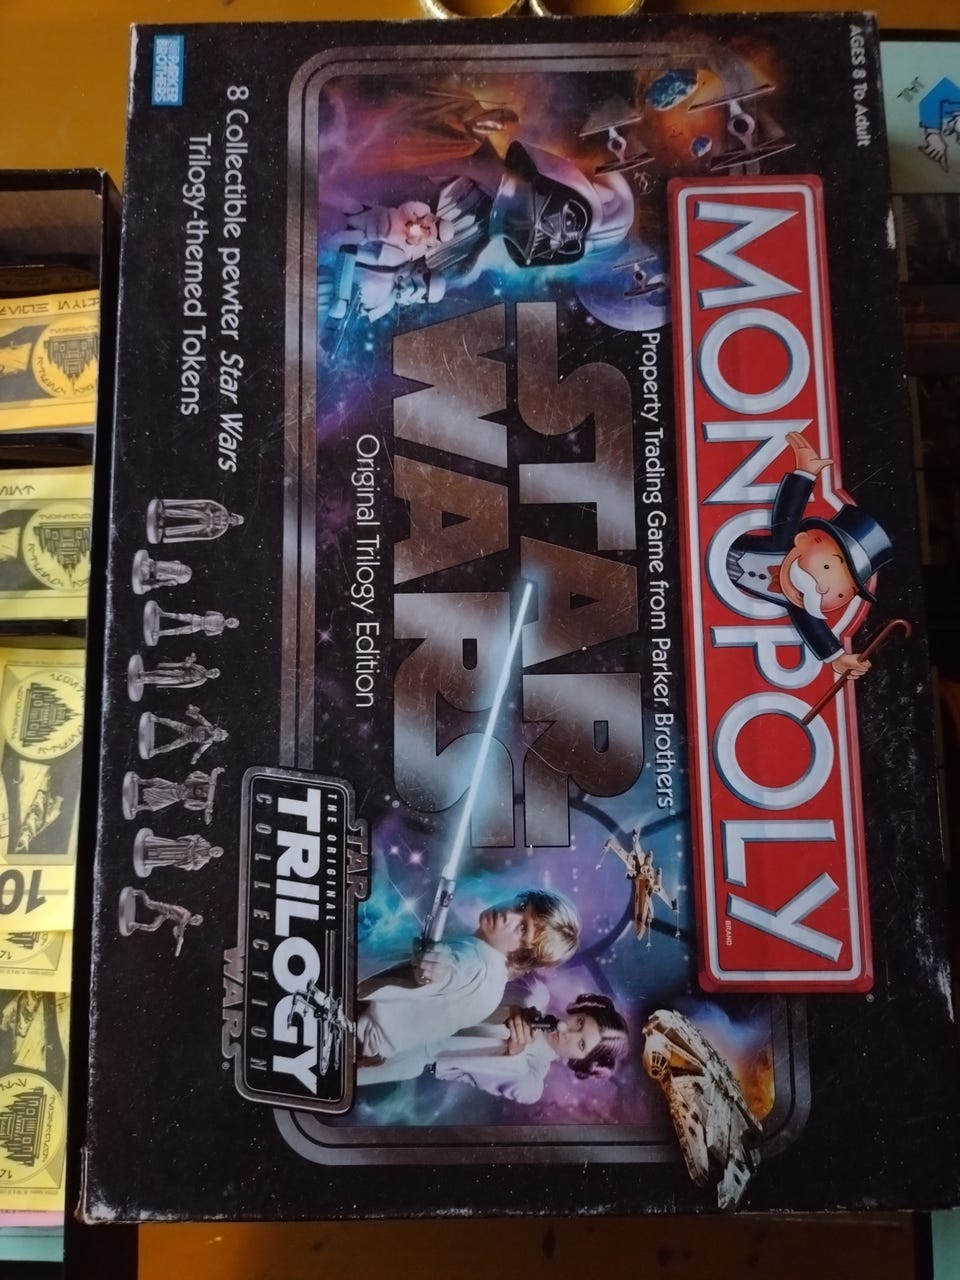 AGES 8 To Adult
MONOPOLY
BRAND
®
Property Trading Game from Parker Brothers®
STAR
WARS
®
Original Trilogy Edition
STAR
THE ORIGINAL
TRILOGY
COLLECTION
WARS®
8 Collectible pewter Star Wars
Trilogy-themed Tokens
PARKER
BROTHERS
10